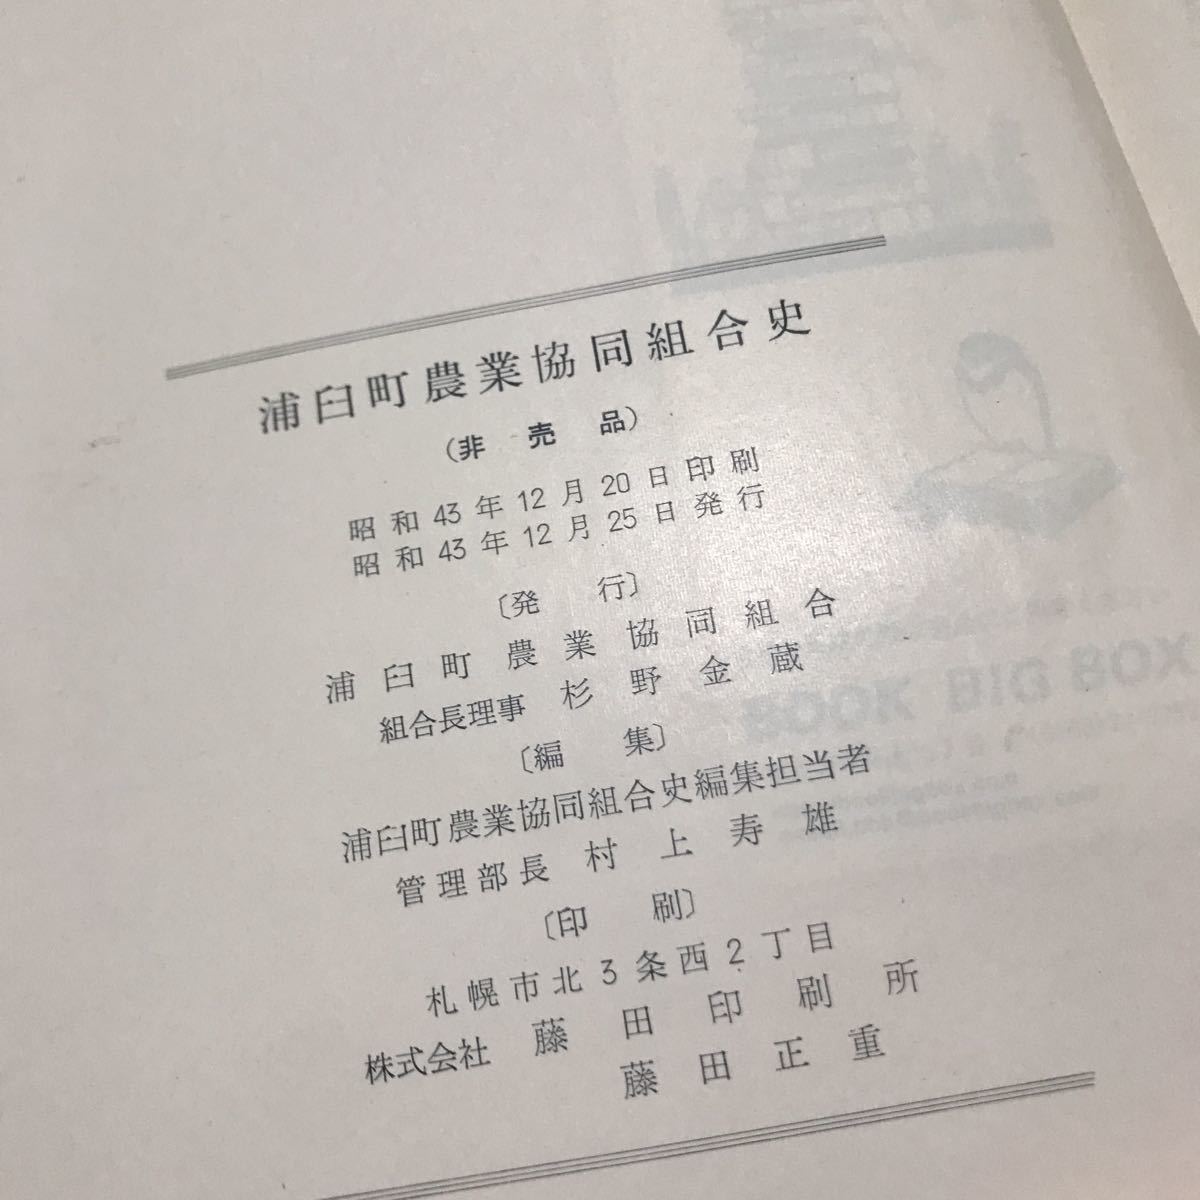 浦臼町農業協同組合史
(非売品)
昭和43年12月20日印刷
昭和43年12月25日発行
〔発行〕
浦臼町農業協同組合
組合長理事 杉野金蔵
〔編集〕
浦臼町農業協同組合史編集担当者
管理部長 村上寿雄
〔印刷〕
札幌市北3条西2丁目
株式会社 藤田印刷所
藤田正重
BOOK BIG BOX